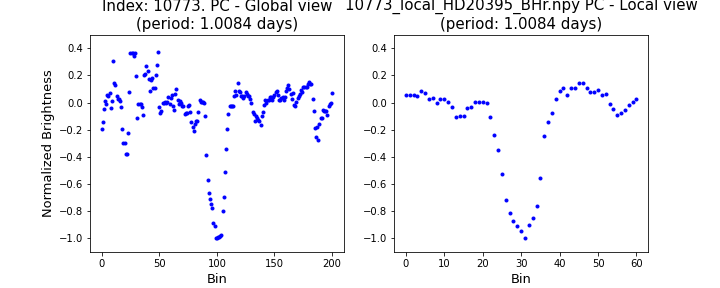 Index: 10773. PC - Global view
(period: 1.0084 days)
10773_local_HD20395_BHr.npy PC - Local view
(period: 1.0084 days)
Normalized Brightness
0.4
0.2
0.0
−0.2
−0.4
−0.6
−0.8
−1.0
0 50 100 150 200
Bin
0.4
0.2
0.0
−0.2
−0.4
−0.6
−0.8
−1.0
0 10 20 30 40 50 60
Bin